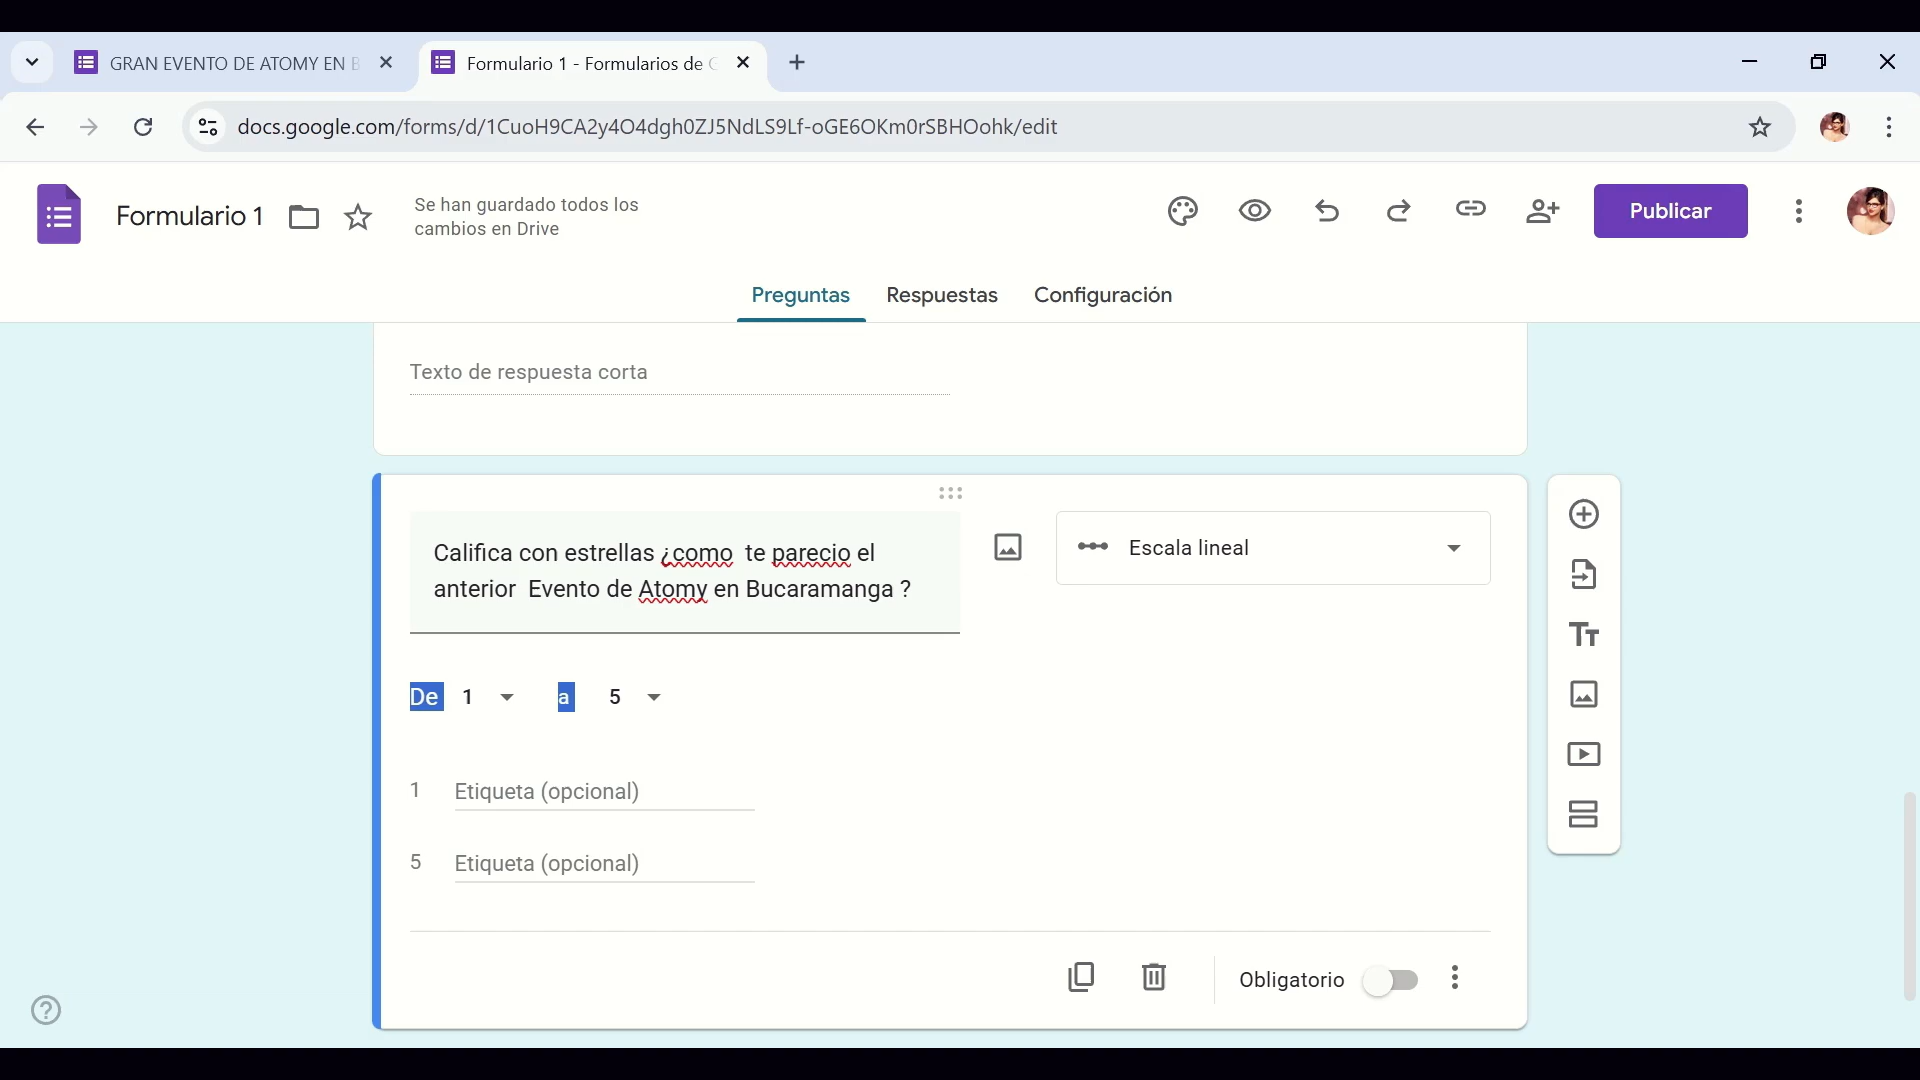 GRAN EVENTO DE ATOMY EN B
Formulario 1 - Formularios de G
docs.google.com/forms/d/1CuoH9CA2y4O4dgh0ZJ5NdLS9Lf-oGE6OKm0rSBHOohk/edit
Formulario 1
Se han guardado todos los
cambios en Drive
Publicar
Preguntas Respuestas Configuración
Texto de respuesta corta
Califica con estrellas ¿como te parecio el
anterior Evento de Atomy en Bucaramanga ?
Escala lineal
De 1 a 5
1 Etiqueta (opcional)
5 Etiqueta (opcional)
Obligatorio